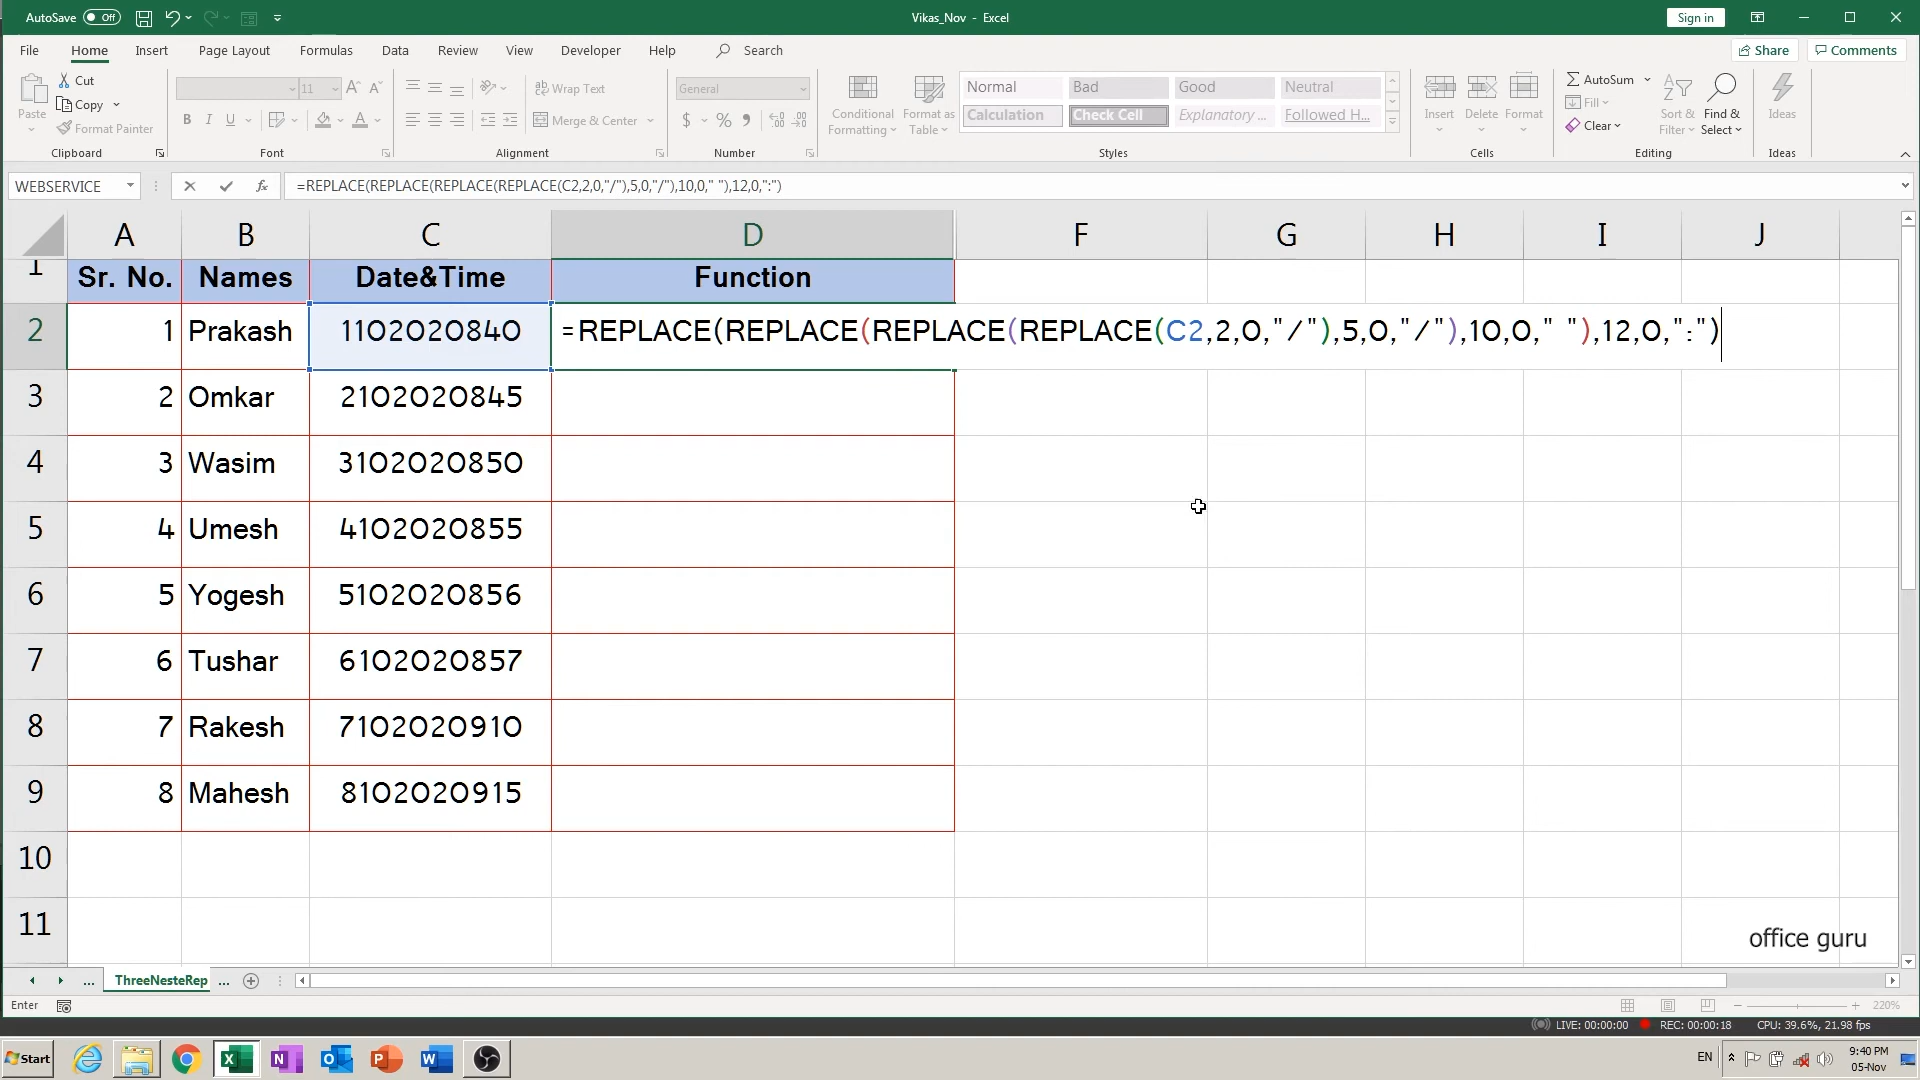 AutoSave Off Vikas_Nov - Excel Sign in
File Home Insert Page Layout Formulas Data Review View Developer Help Search Share Comments
Paste Cut Copy Format Painter Clipboard
11 B I U Font
Wrap Text Merge & Center Alignment
General $ % Number
Conditional Formatting Format as Table
Normal Bad Good Neutral
Calculation Check Cell Explanatory ... Followed H...
Styles
Insert Delete Format Cells
AutoSum Fill Clear Sort & Filter Find & Select Editing
Ideas Ideas
WEBSERVICE fx =REPLACE(REPLACE(REPLACE(REPLACE(C2,2,0,"/"),5,0,"/"),10,0," "),12,0,":")
A B C D F G H I J
1 Sr. No. Names Date&Time Function
2 1 Prakash 1102020840 =REPLACE(REPLACE(REPLACE(REPLACE(C2,2,0,"/"),5,0,"/"),10,0," "),12,0,":")
3 2 Omkar 2102020845
4 3 Wasim 3102020850
5 4 Umesh 4102020855
6 5 Yogesh 5102020856
7 6 Tushar 6102020857
8 7 Rakesh 7102020910
9 8 Mahesh 8102020915
10
11
office guru
... ThreeNesteRep ...
Enter 220%
LIVE: 00:00:00 REC: 00:00:18 CPU: 39.6%, 21.98 fps
Start EN 9:40 PM
05-Nov